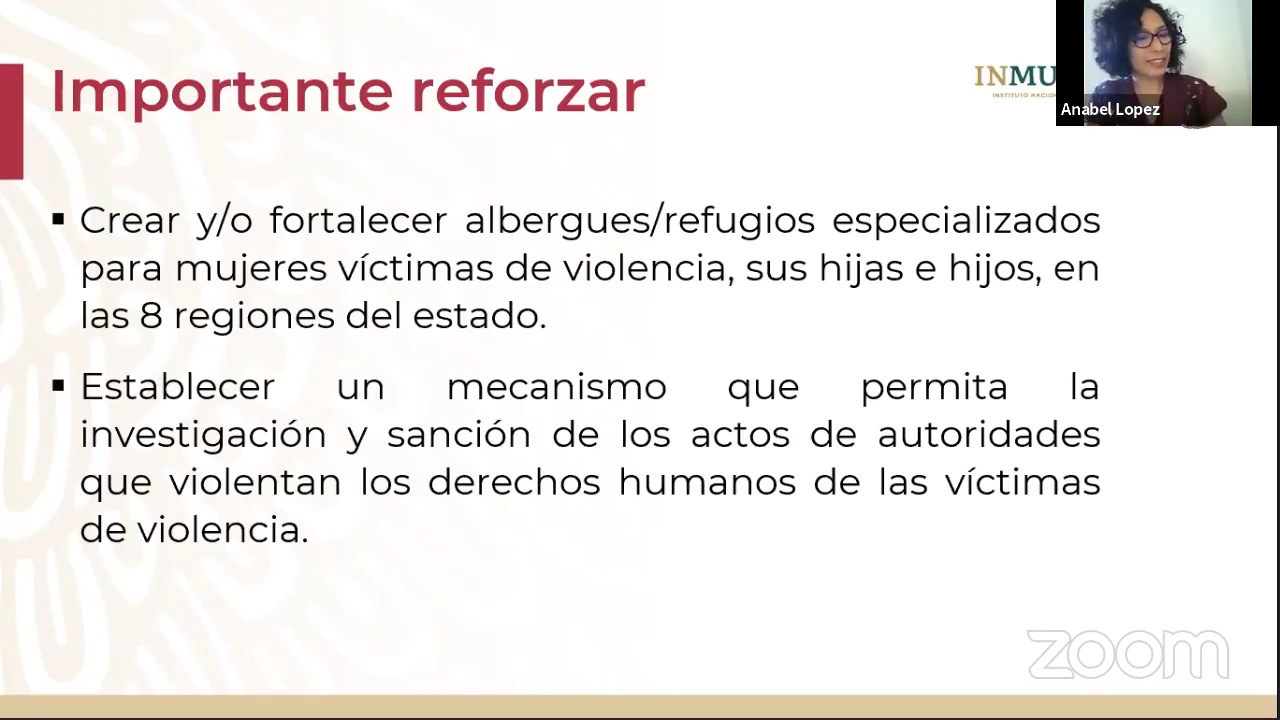 Importante reforzar
INMU
Anabel Lopez
▪ Crear y/o fortalecer albergues/refugios especializados
para mujeres víctimas de violencia, sus hijas e hijos, en
las 8 regiones del estado.
▪ Establecer un mecanismo que permita la
investigación y sanción de los actos de autoridades
que violentan los derechos humanos de las víctimas
de violencia.
zoom